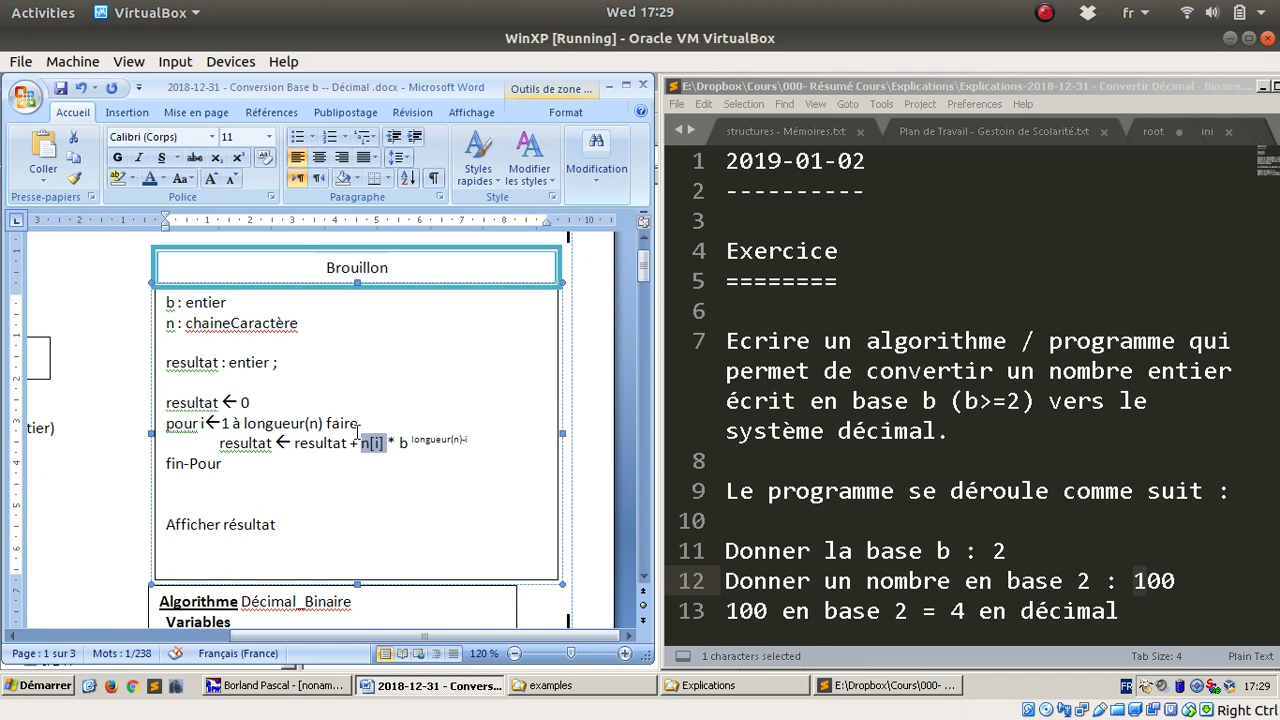 Activities VirtualBox Wed 17:29 fr
WinXP [Running] - Oracle VM VirtualBox
File Machine View Input Devices Help
2018-12-31 - Conversion Base b -- Décimal .docx - Microsoft Word Outils de zone ...
Accueil Insertion Mise en page Références Publipostage Révision Affichage Format
Calibri (Corps) 11
Coller
Styles rapides
Modifier les styles
Modification
Presse-papiers Police Paragraphe Style
Brouillon
b : entier
n : chaineCaractère
resultat : entier ;
resultat ← 0
pour i←1 à longueur(n) faire
resultat ← resultat + n[i] * b longueur(n)-i
fin-Pour
Afficher résultat
tier)
Algorithme Décimal_Binaire
Variables
Page : 1 sur 3 Mots : 1/238 Français (France) 120 %
E:\Dropbox\Cours\000- Résumé Cours\Explications\Explications-2018-12-31 - Convertir Décimal - Binaire...
File Edit Selection Find View Goto Tools Project Preferences Help
structures - Mémoires.txt Plan de Travail - Gestoin de Scolarité.txt root ini
1 2019-01-02
2 ----------
3
4 Exercice
5 ========
6
7 Ecrire un algorithme / programme qui
permet de convertir un nombre entier
écrit en base b (b>=2) vers le
système décimal.
8
9 Le programme se déroule comme suit :
10
11 Donner la base b : 2
12 Donner un nombre en base 2 : 100
13 100 en base 2 = 4 en décimal
1 characters selected Tab Size: 4 Plain Text
Démarrer Borland Pascal - [nonam... 2018-12-31 - Convers... examples Explications E:\Dropbox\Cours\000- ... FR 17:29
Right Ctrl